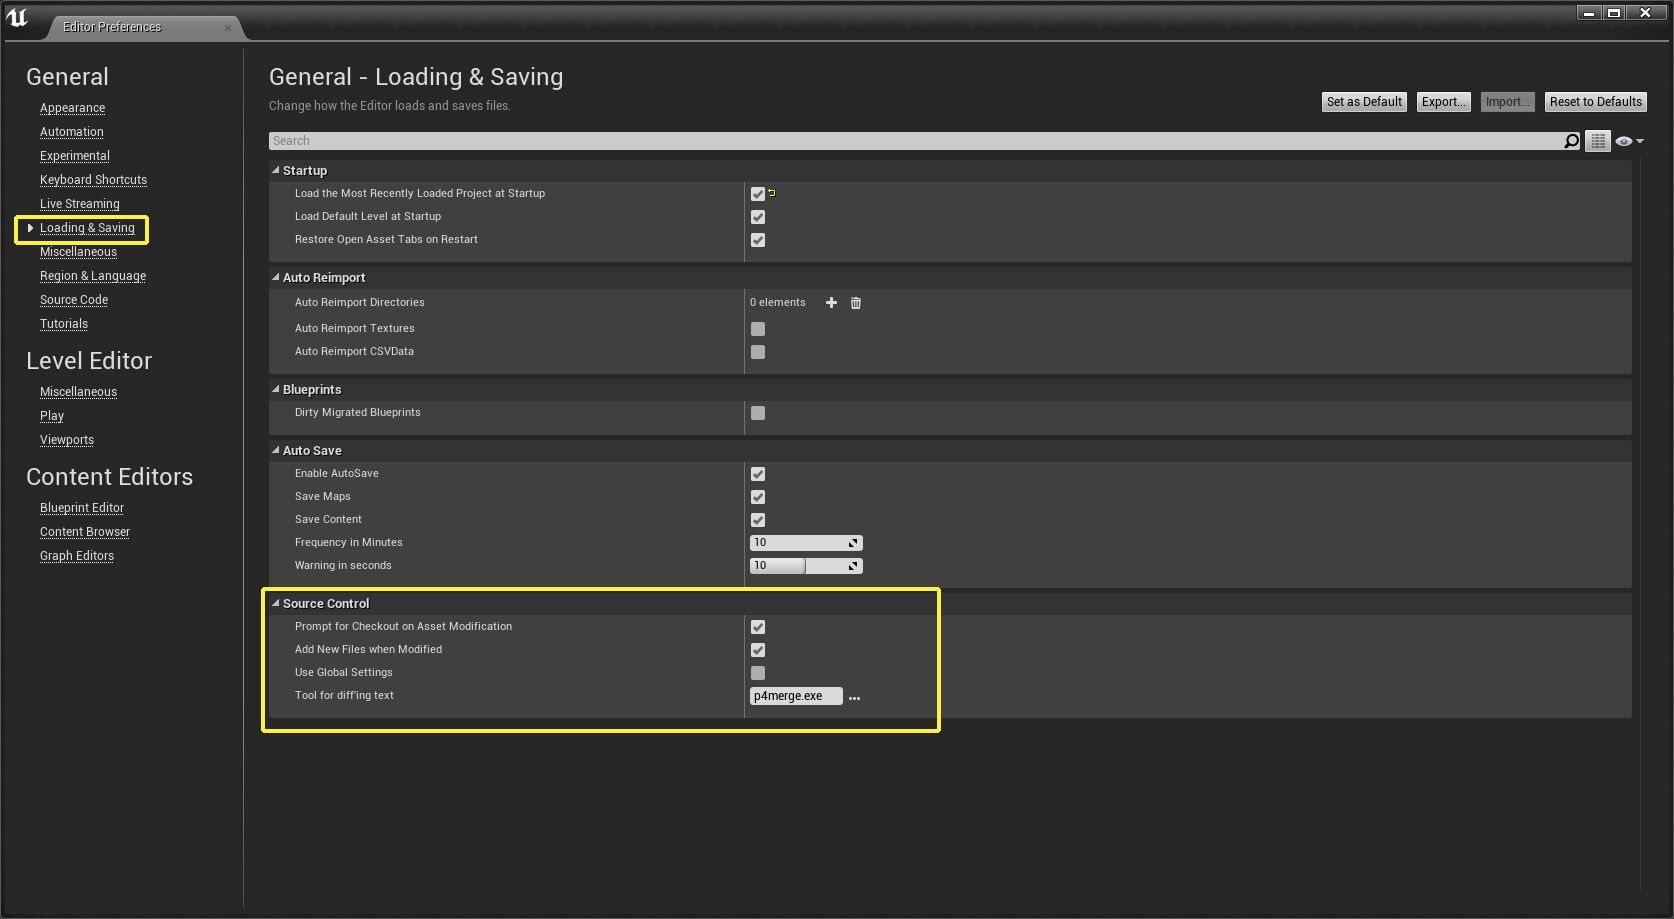 Editor Preferences
General
Appearance
Automation
Experimental
Keyboard Shortcuts
Live Streaming
Loading & Saving
Miscellaneous
Region & Language
Source Code
Tutorials
Level Editor
Miscellaneous
Play
Viewports
Content Editors
Blueprint Editor
Content Browser
Graph Editors
General - Loading & Saving
Change how the Editor loads and saves files.
Set as Default Export... Import... Reset to Defaults
Search
Startup
Load the Most Recently Loaded Project at Startup
Load Default Level at Startup
Restore Open Asset Tabs on Restart
Auto Reimport
Auto Reimport Directories 0 elements
Auto Reimport Textures
Auto Reimport CSVData
Blueprints
Dirty Migrated Blueprints
Auto Save
Enable AutoSave
Save Maps
Save Content
Frequency in Minutes 10
Warning in seconds 10
Source Control
Prompt for Checkout on Asset Modification
Add New Files when Modified
Use Global Settings
Tool for diff'ing text p4merge.exe ...